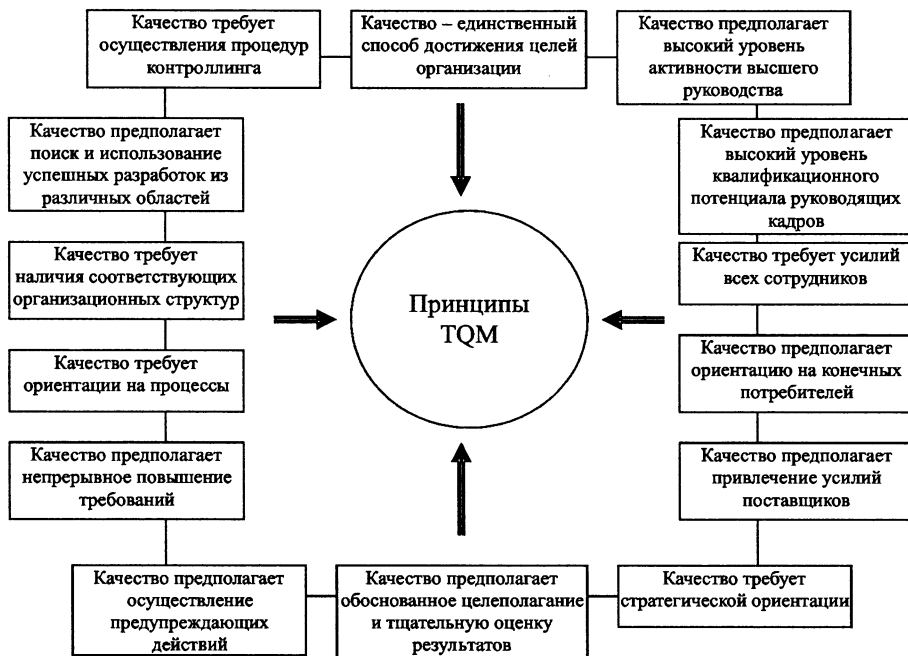 Качество требует
осуществления процедур
контроллинга
Качество – единственный
способ достижения целей
организации
Качество предполагает
высокий уровень
активности высшего
руководства
Качество предполагает
поиск и использование
успешных разработок из
различных областей
Качество предполагает
высокий уровень
квалификационного
потенциала руководящих
кадров
Качество требует
наличия соответствующих
организационных структур
Качество требует усилий
всех сотрудников
Принципы
TQM
Качество требует
ориентации на процессы
Качество предполагает
ориентацию на конечных
потребителей
Качество предполагает
непрерывное повышение
требований
Качество предполагает
привлечение усилий
поставщиков
Качество предполагает
осуществление
предупреждающих
действий
Качество предполагает
обоснованное целеполагание
и тщательную оценку
результатов
Качество требует
стратегической ориентации